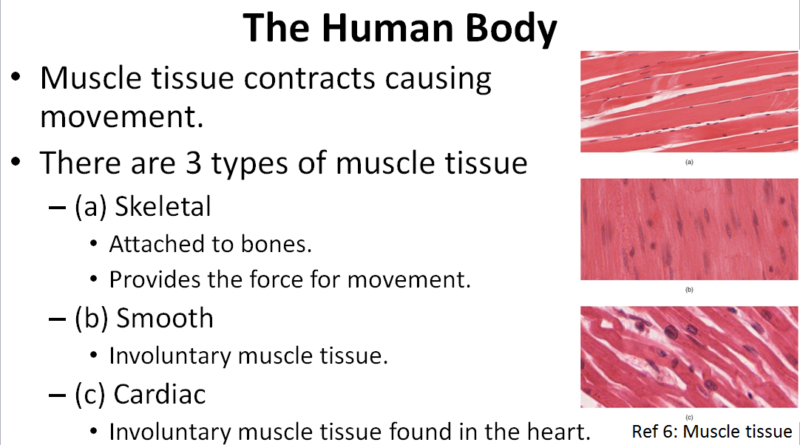 The Human Body
• Muscle tissue contracts causing
movement.
• There are 3 types of muscle tissue
– (a) Skeletal
• Attached to bones.
• Provides the force for movement.
– (b) Smooth
• Involuntary muscle tissue.
– (c) Cardiac
• Involuntary muscle tissue found in the heart.
(a)
(b)
(c)
Ref 6: Muscle tissue